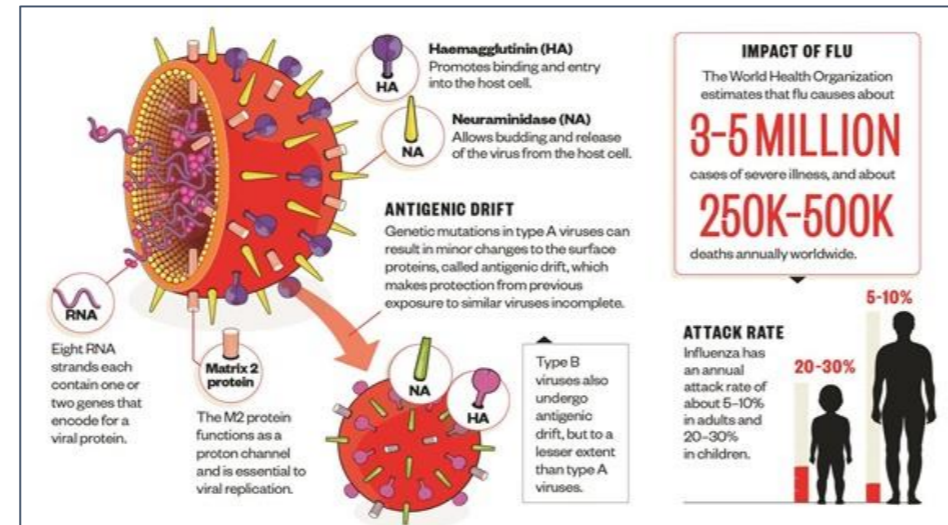 Haemagglutinin (HA)
Promotes binding and entry
into the host cell.
HA
Neuraminidase (NA)
Allows budding and release
of the virus from the host cell.
NA
ANTIGENIC DRIFT
Genetic mutations in type A viruses can
result in minor changes to the surface
proteins, called antigenic drift, which
makes protection from previous
exposure to similar viruses incomplete.
RNA
Eight RNA
strands each
contain one or
two genes that
encode for a
viral protein.
Matrix 2
protein
The M2 protein
functions as a
proton channel
and is essential to
viral replication.
NA
HA
Type B
viruses also
undergo
antigenic
drift, but to a
lesser extent
than type A
viruses.
IMPACT OF FLU
The World Health Organization
estimates that flu causes about
3-5 MILLION
cases of severe illness, and about
250K-500K
deaths annually worldwide.
ATTACK RATE
Influenza has
an annual
attack rate of
about 5-10%
in adults and
20-30%
in children.
20-30%
5-10%